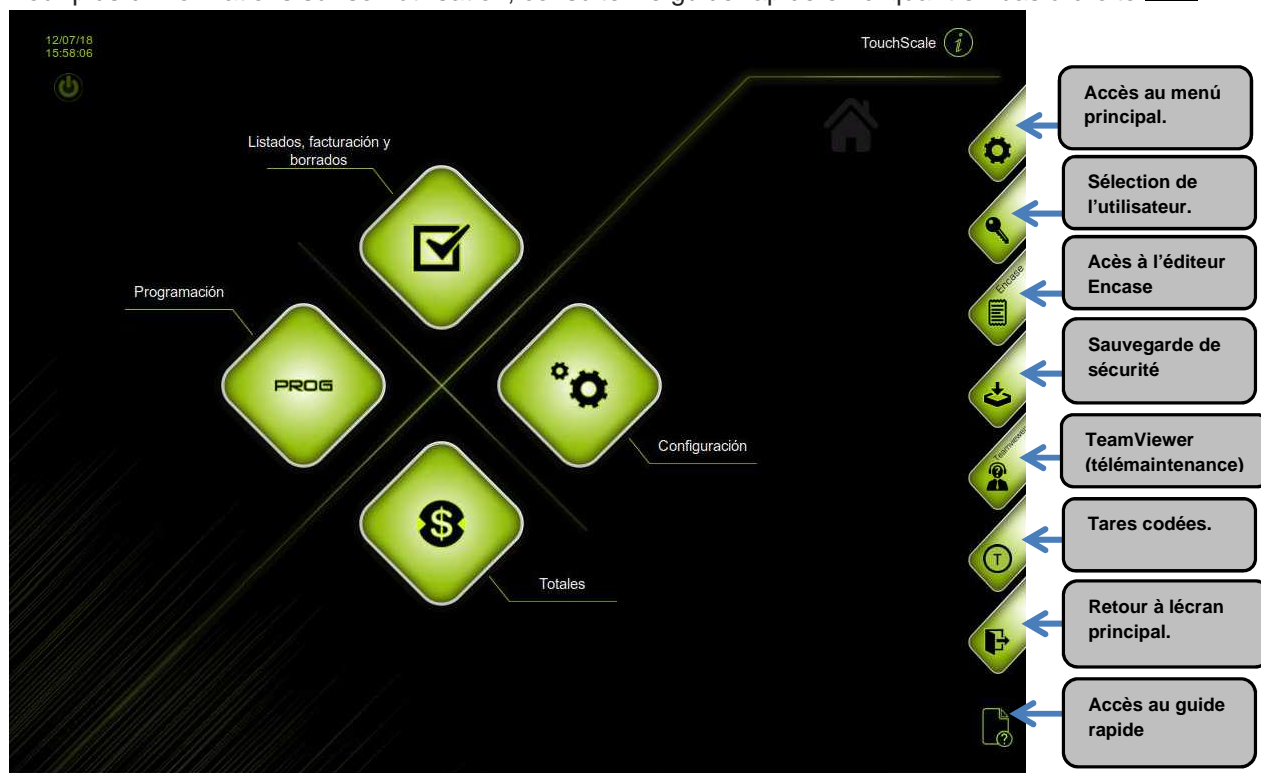 12/07/18
15:58:06
TouchScale
i
Listados, facturación y
borrados
Programación
PROG
Configuración
$
Totales
Encase
Teamviewer
T
Accès au menú
principal.
Sélection de
l'utilisateur.
Acès à l'éditeur
Encase
Sauvegarde de
sécurité
TeamViewer
(télémaintenance)
Tares codées.
Retour à lécran
principal.
Accès au guide
rapide